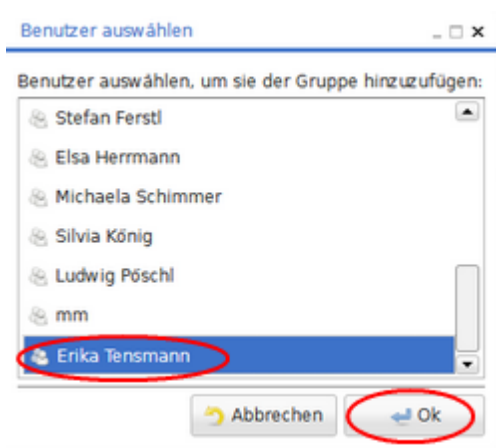 Benutzer auswählen
Benutzer auswählen, um sie der Gruppe hinzuzufügen:
Stefan Ferstl
Elsa Herrmann
Michaela Schimmer
Silvia König
Ludwig Pöschl
mm
Erika Tensmann
Abbrechen
Ok